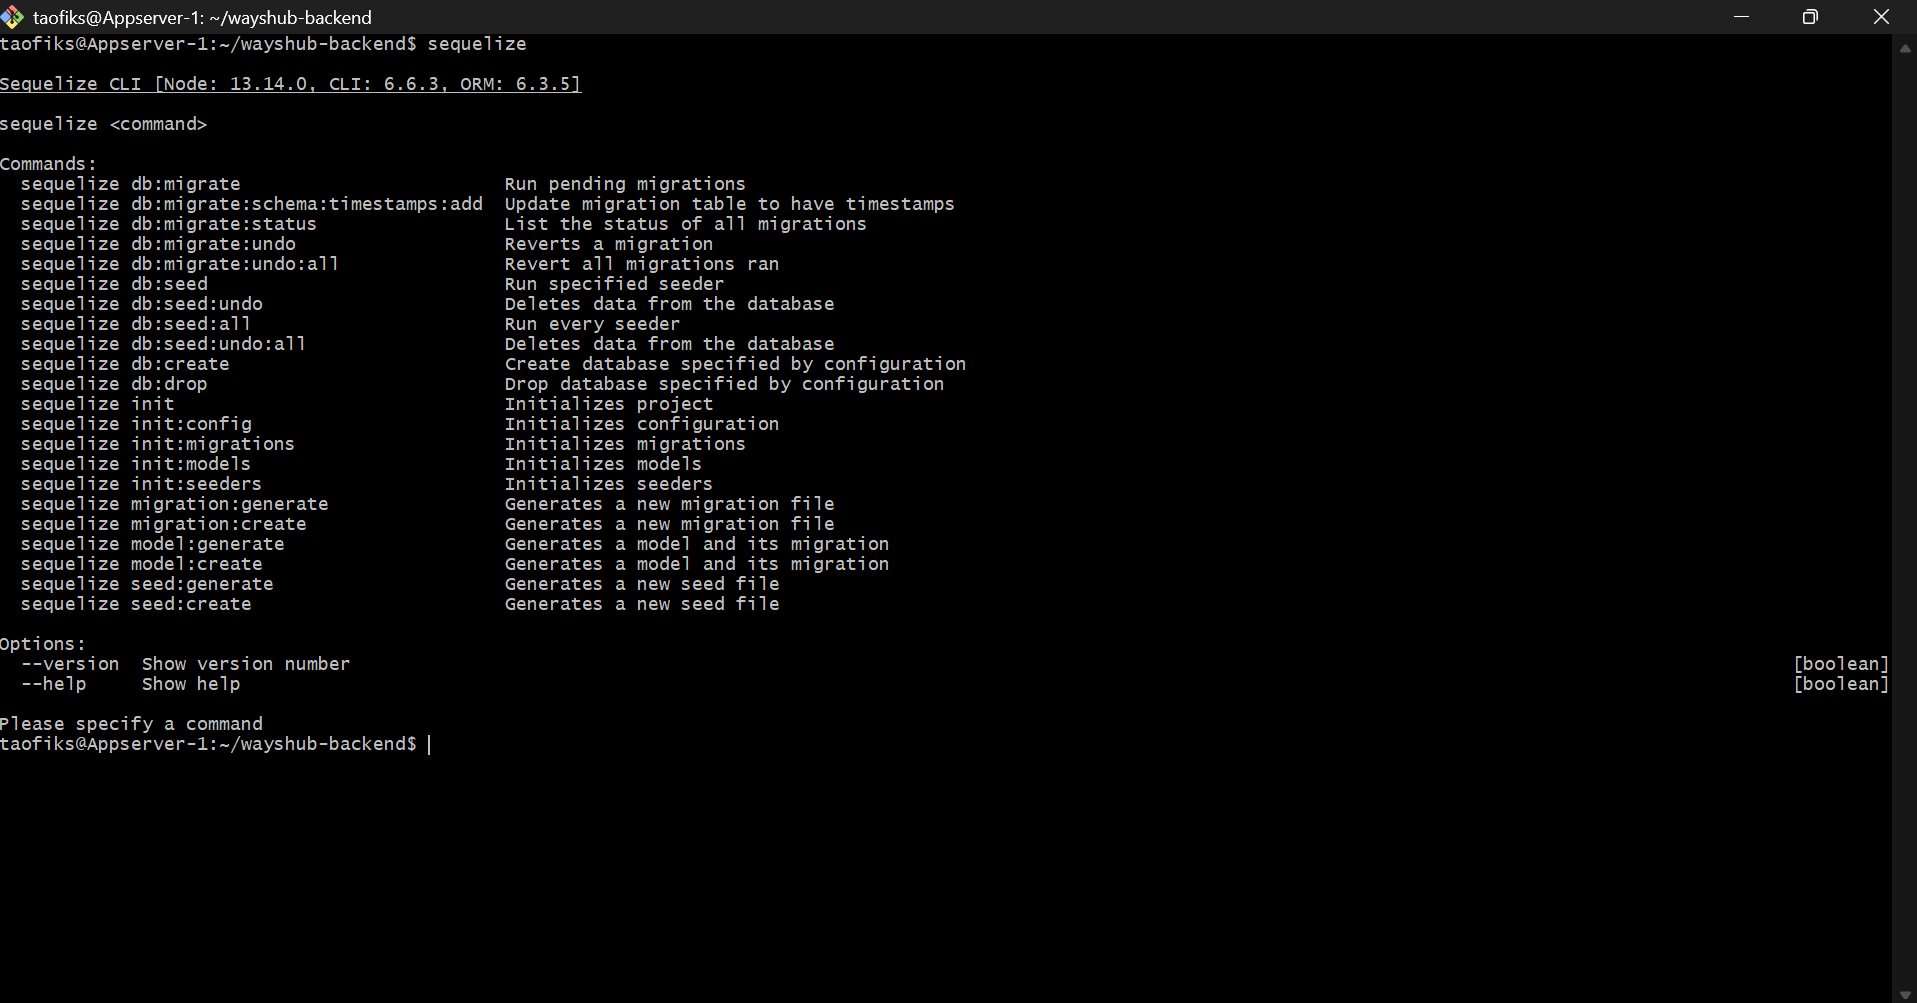 taofiks@Appserver-1: ~/wayshub-backend
taofiks@Appserver-1:~/wayshub-backend$ sequelize
Sequelize CLI [Node: 13.14.0, CLI: 6.6.3, ORM: 6.3.5]
sequelize <command>
Commands:
sequelize db:migrate Run pending migrations
sequelize db:migrate:schema:timestamps:add Update migration table to have timestamps
sequelize db:migrate:status List the status of all migrations
sequelize db:migrate:undo Reverts a migration
sequelize db:migrate:undo:all Revert all migrations ran
sequelize db:seed Run specified seeder
sequelize db:seed:undo Deletes data from the database
sequelize db:seed:all Run every seeder
sequelize db:seed:undo:all Deletes data from the database
sequelize db:create Create database specified by configuration
sequelize db:drop Drop database specified by configuration
sequelize init Initializes project
sequelize init:config Initializes configuration
sequelize init:migrations Initializes migrations
sequelize init:models Initializes models
sequelize init:seeders Initializes seeders
sequelize migration:generate Generates a new migration file
sequelize migration:create Generates a new migration file
sequelize model:generate Generates a model and its migration
sequelize model:create Generates a model and its migration
sequelize seed:generate Generates a new seed file
sequelize seed:create Generates a new seed file
Options:
--version Show version number [boolean]
--help Show help [boolean]
Please specify a command
taofiks@Appserver-1:~/wayshub-backend$